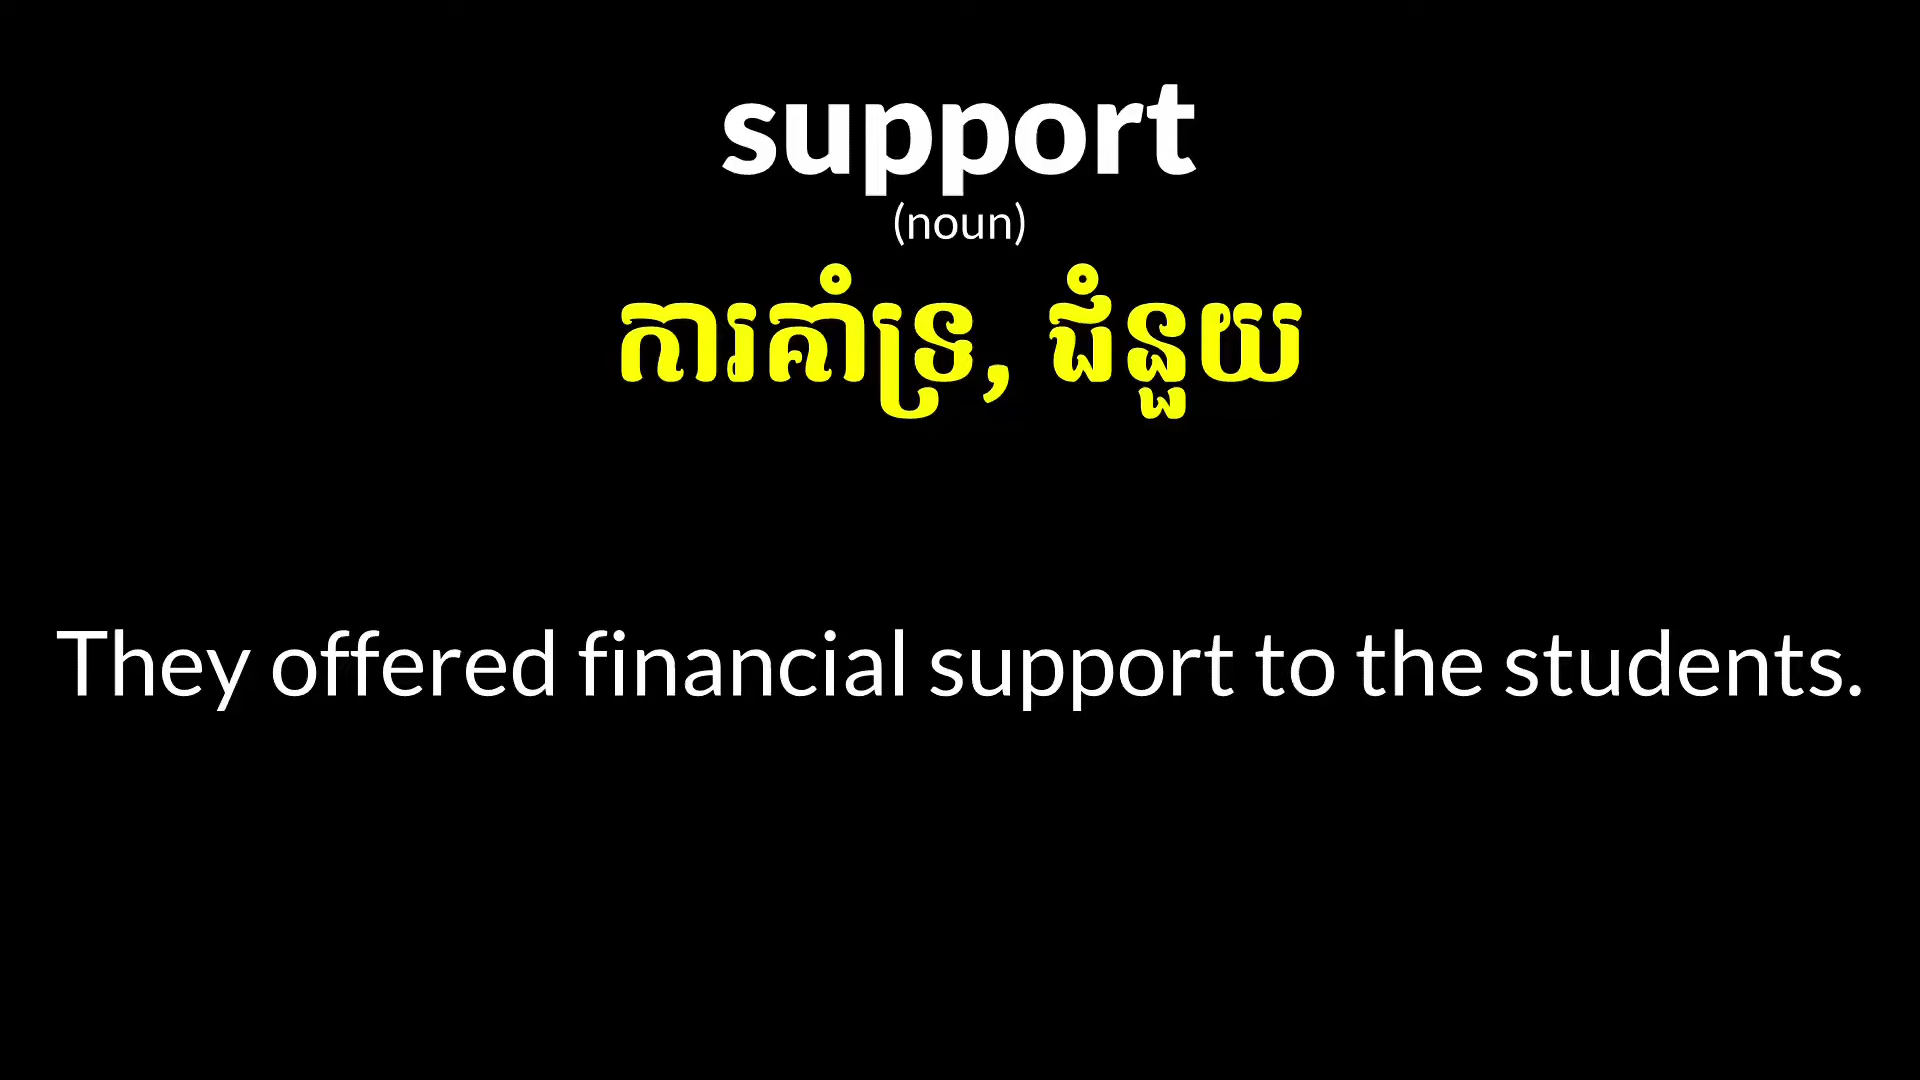 support
(noun)
ការគាំទ្រ, ជំនួយ
They offered financial support to the students.